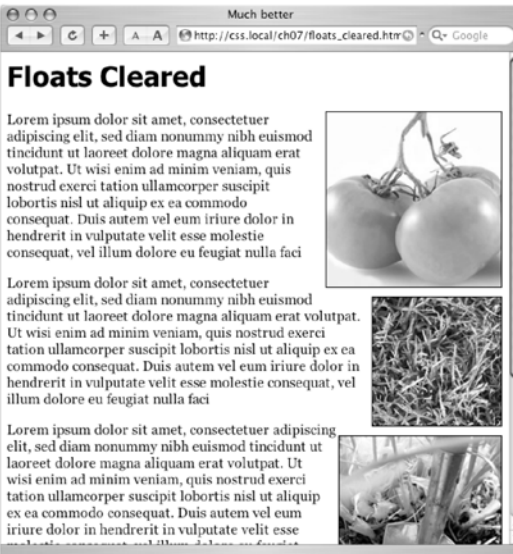 Much better
A A http://css.local/ch07/floats_cleared.htm Q Google
Floats Cleared
Lorem ipsum dolor sit amet, consectetuer
adipiscing elit, sed diam nonummy nibh euismod
tincidunt ut laoreet dolore magna aliquam erat
volutpat. Ut wisi enim ad minim veniam, quis
nostrud exerci tation ullamcorper suscipit
lobortis nisl ut aliquip ex ea commodo
consequat. Duis autem vel eum iriure dolor in
hendrerit in vulputate velit esse molestie
consequat, vel illum dolore eu feugiat nulla faci
Lorem ipsum dolor sit amet, consectetuer
adipiscing elit, sed diam nonummy nibh euismod
tincidunt ut laoreet dolore magna aliquam erat volutpat.
Ut wisi enim ad minim veniam, quis nostrud exerci
tation ullamcorper suscipit lobortis nisl ut aliquip ex ea
commodo consequat. Duis autem vel eum iriure dolor in
hendrerit in vulputate velit esse molestie consequat, vel
illum dolore eu feugiat nulla faci
Lorem ipsum dolor sit amet, consectetuer adipiscing
elit, sed diam nonummy nibh euismod tincidunt ut
laoreet dolore magna aliquam erat volutpat. Ut
wisi enim ad minim veniam, quis nostrud exerci
tation ullamcorper suscipit lobortis nisl ut aliquip
ex ea commodo consequat. Duis autem vel eum
iriure dolor in hendrerit in vulputate velit esse